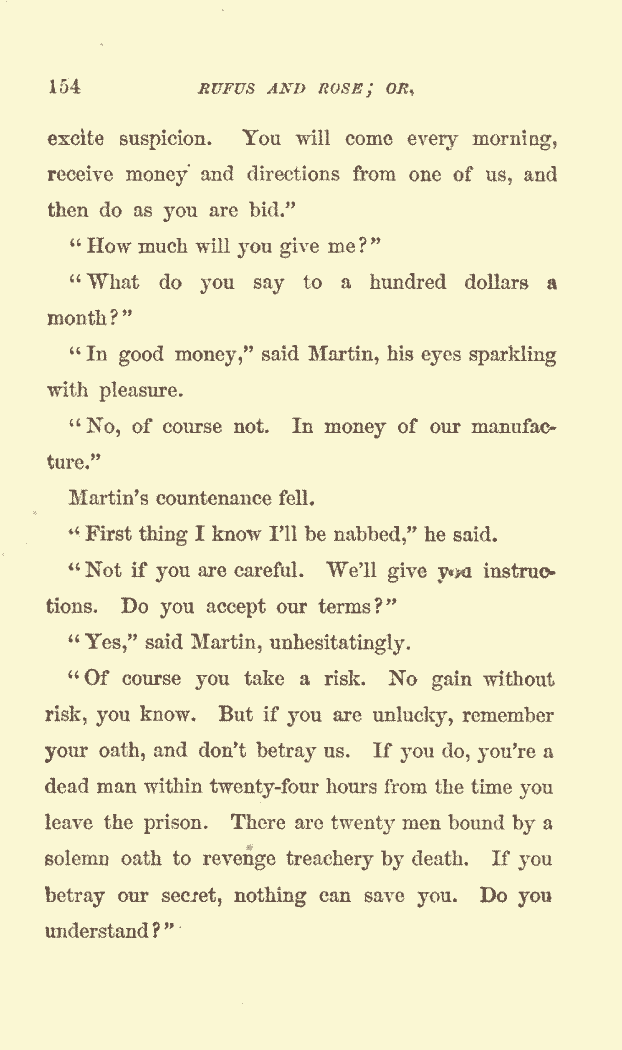 154 RUFUS AND ROSE; OR,
excite suspicion. You will come every morning,
receive money and directions from one of us, and
then do as you are bid.”
“How much will you give me?”
“What do you say to a hundred dollars a
month?”
“In good money,” said Martin, his eyes sparkling
with pleasure.
“No, of course not. In money of our manufac-
ture.”
Martin’s countenance fell.
“First thing I know I’ll be nabbed,” he said.
“Not if you are careful. We’ll give you instruc-
tions. Do you accept our terms?”
“Yes,” said Martin, unhesitatingly.
“Of course you take a risk. No gain without
risk, you know. But if you are unlucky, remember
your oath, and don’t betray us. If you do, you’re a
dead man within twenty-four hours from the time you
leave the prison. There are twenty men bound by a
solemn oath to revenge treachery by death. If you
betray our secret, nothing can save you. Do you
understand?”